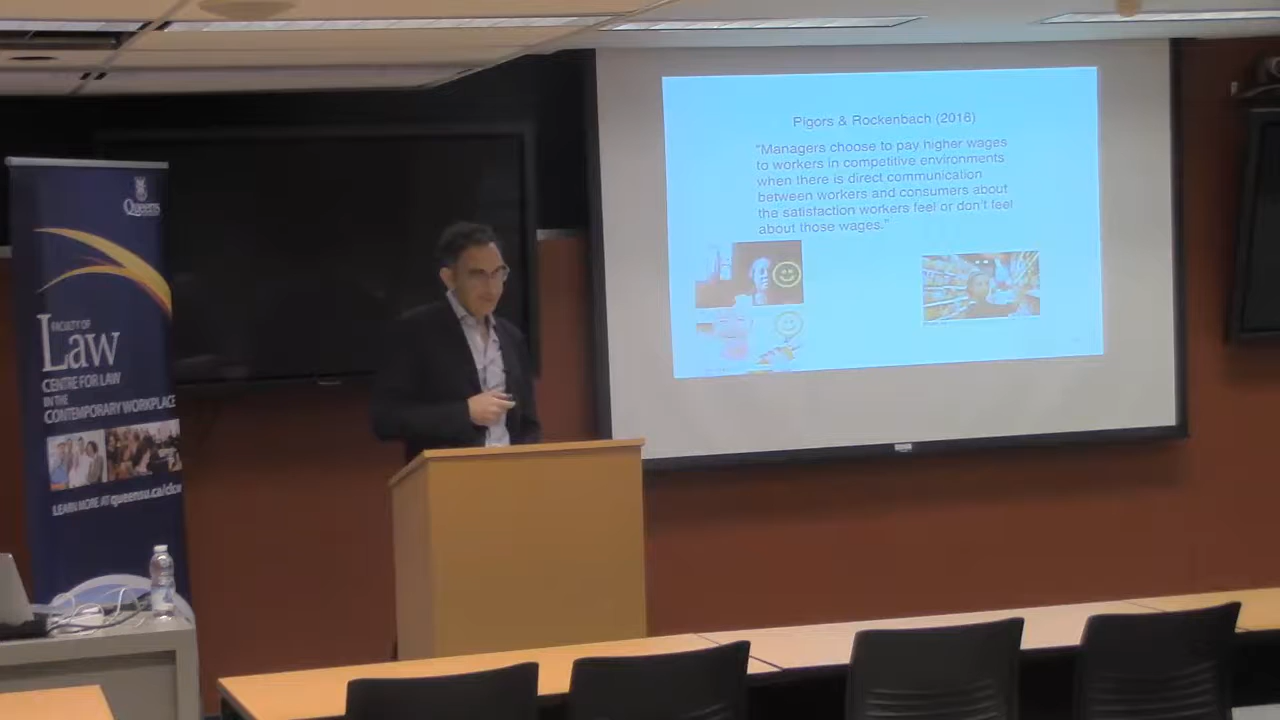 Queens
FACULTY OF
Law
CENTRE FOR LAW
IN THE
CONTEMPORARY WORKPLACE
LEARN MORE AT queensu.ca/clcw
Pigors & Rockenbach (2016)
"Managers choose to pay higher wages
to workers in competitive environments
when there is direct communication
between workers and consumers about
the satisfaction workers feel or don't feel
about those wages."